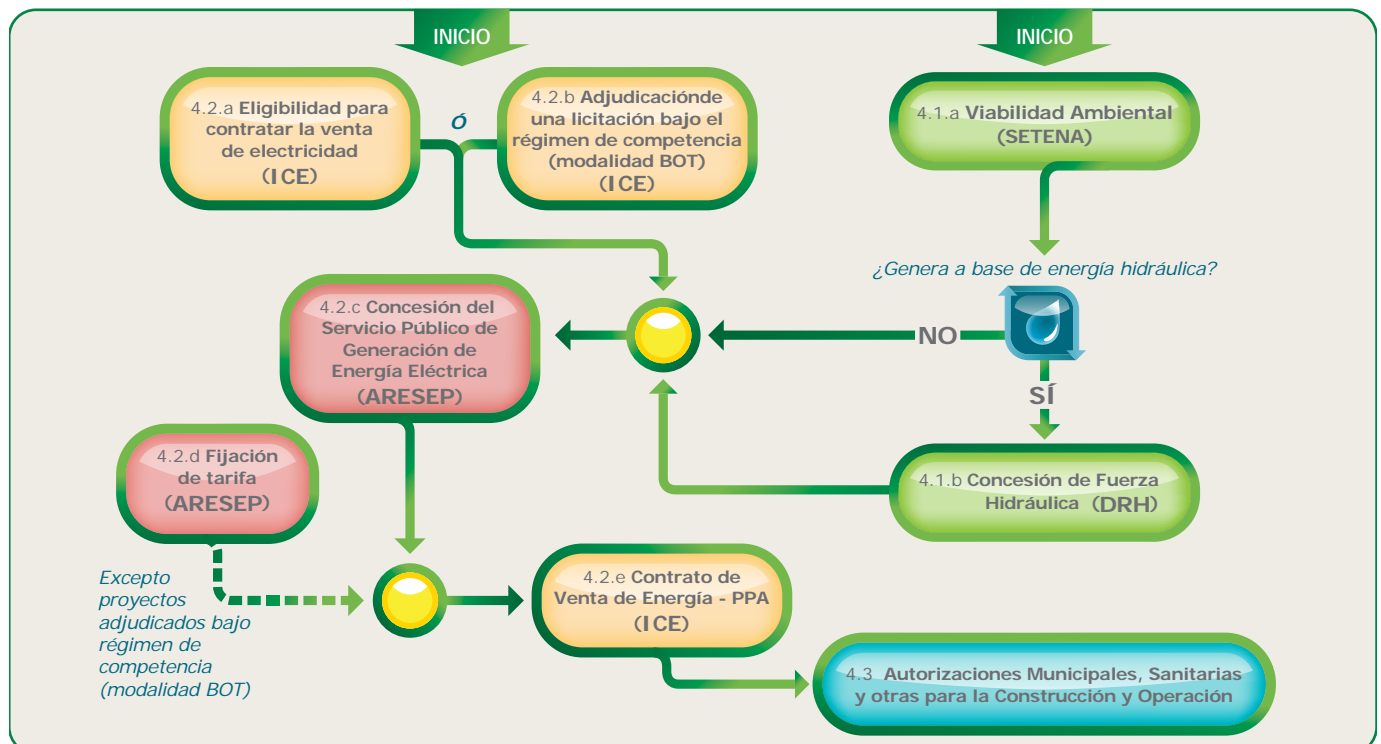 INICIO
INICIO
4.2.a Eligibilidad para
contratar la venta
de electricidad
(ICE)
Ó
4.2.b Adjudicaciónde
una licitación bajo el
régimen de competencia
(modalidad BOT)
(ICE)
4.1.a Viabilidad Ambiental
(SETENA)
¿Genera a base de energía hidráulica?
4.2.c Concesión del
Servicio Público de
Generación de
Energía Eléctrica
(ARESEP)
NO
SÍ
4.2.d Fijación
de tarifa
(ARESEP)
4.1.b Concesión de Fuerza
Hidráulica (DRH)
Excepto
proyectos
adjudicados bajo
régimen de
competencia
(modalidad BOT)
4.2.e Contrato de
Venta de Energía - PPA
(ICE)
4.3 Autorizaciones Municipales, Sanitarias
y otras para la Construcción y Operación